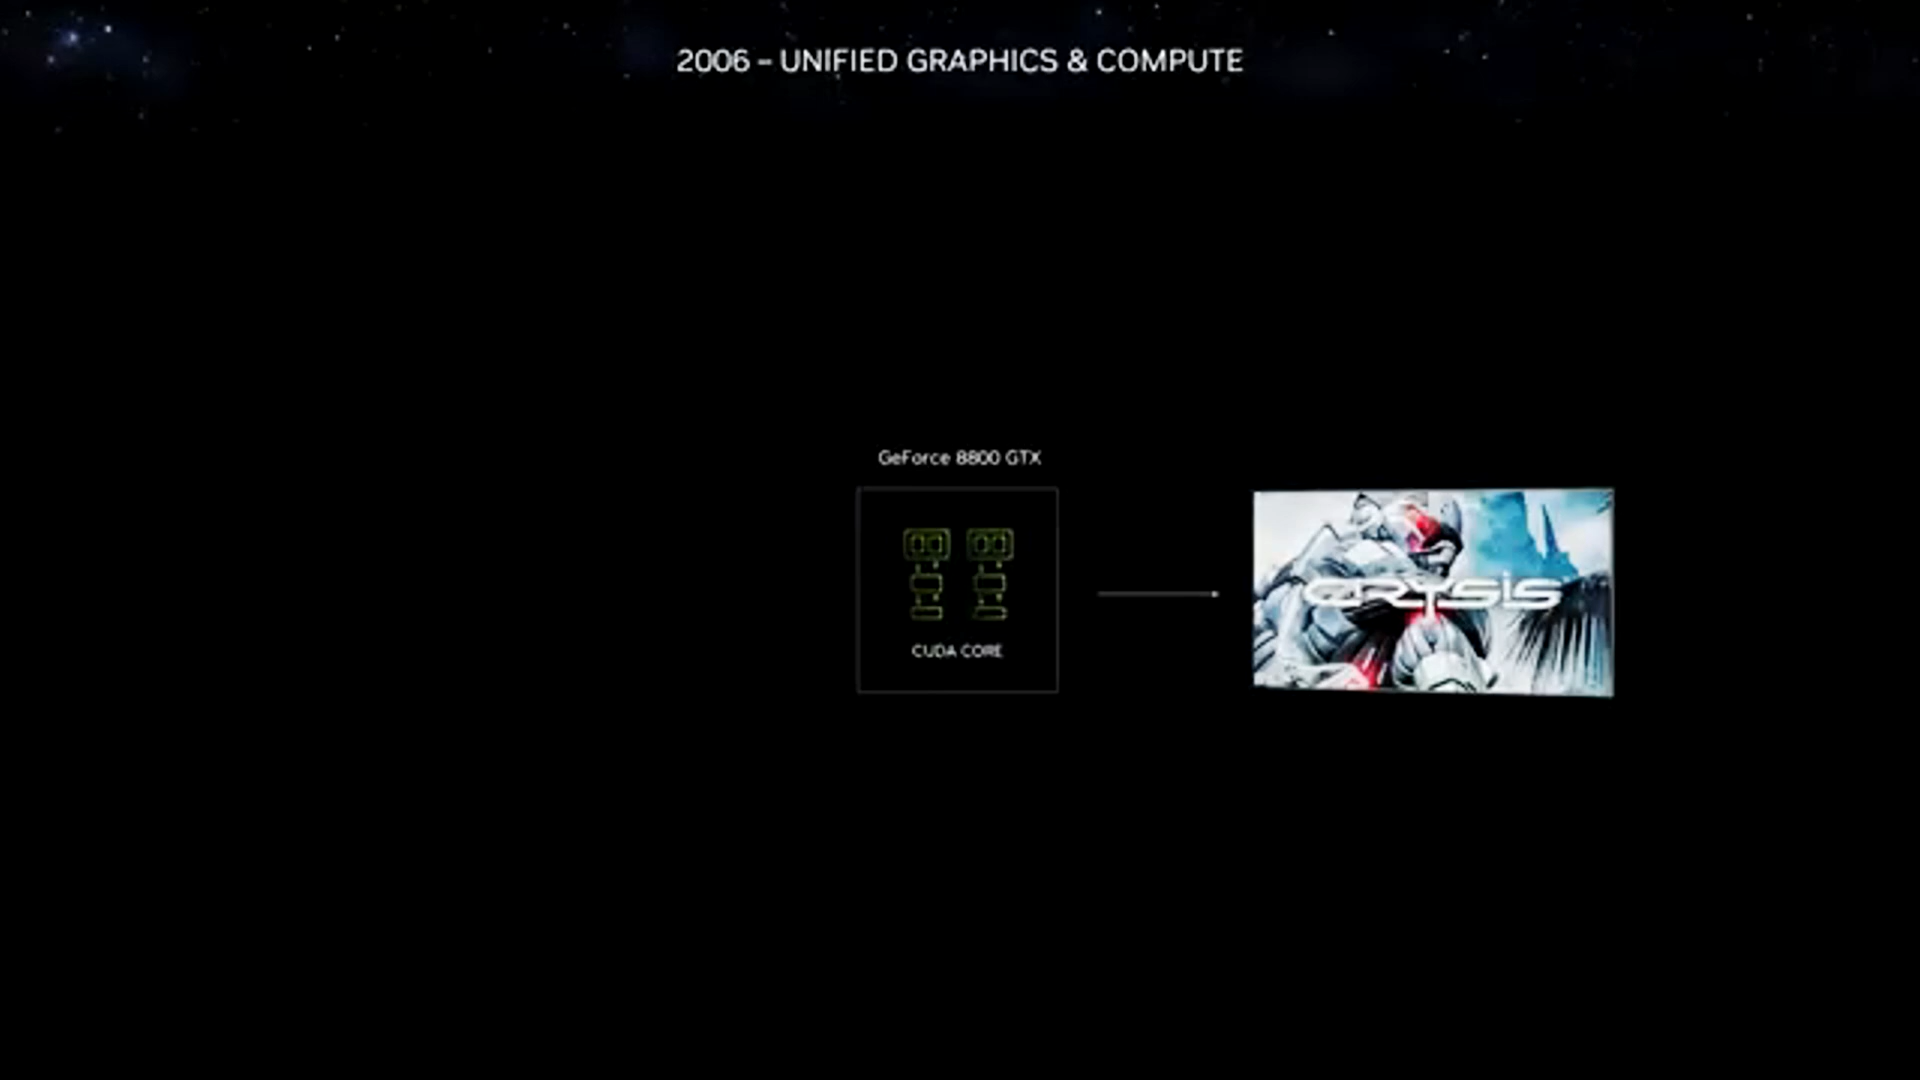 2006 – UNIFIED GRAPHICS & COMPUTE
GeForce 8800 GTX
CUDA CORE
CRYSIS